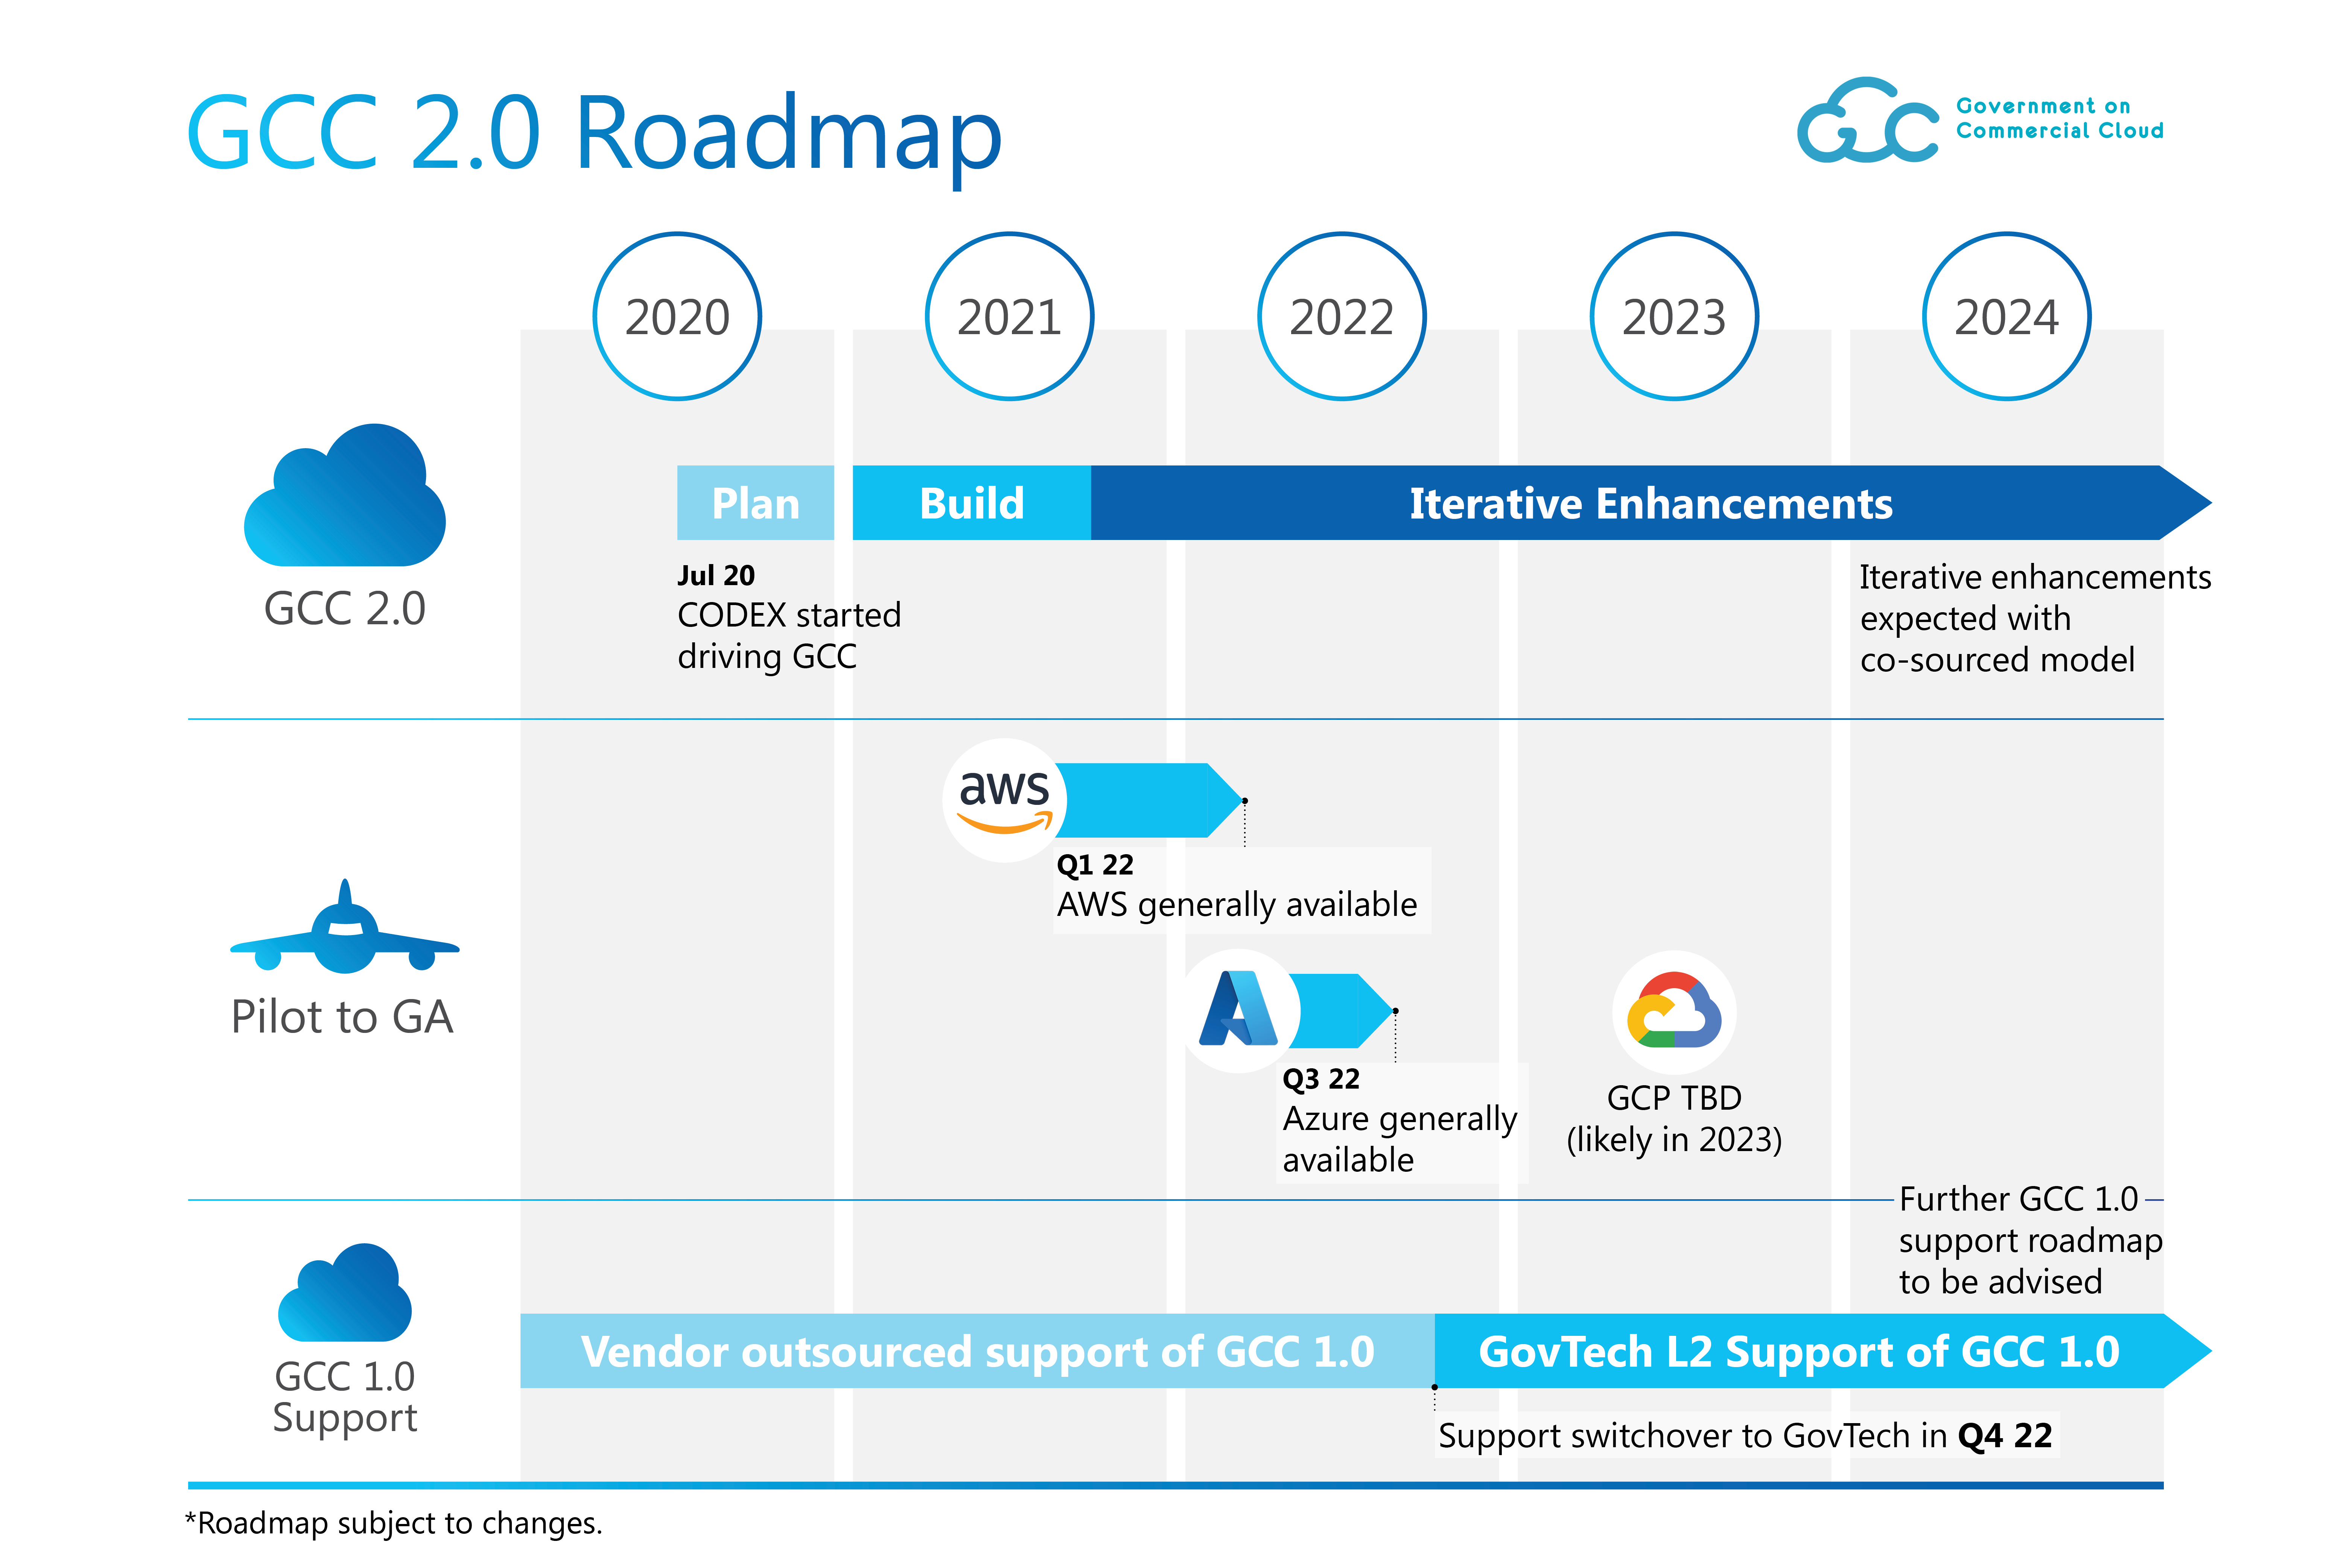 GCC 2.0 Roadmap
GCC
Government on
Commercial Cloud
2020
2021
2022
2023
2024
GCC 2.0
Plan
Build
Iterative Enhancements
Jul 20
CODEX started
driving GCC
Iterative enhancements
expected with
co-sourced model
Pilot to GA
aws
Q1 22
AWS generally available
Q3 22
Azure generally
available
GCP TBD
(likely in 2023)
Further GCC 1.0
support roadmap
to be advised
GCC 1.0
Support
Vendor outsourced support of GCC 1.0
GovTech L2 Support of GCC 1.0
Support switchover to GovTech in Q4 22
*Roadmap subject to changes.